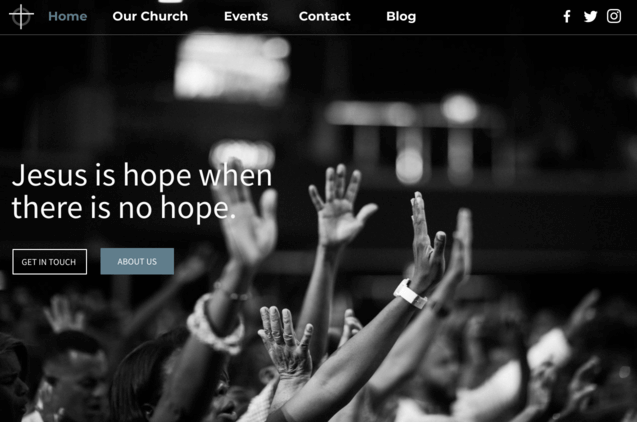 Home Our Church Events Contact Blog
Jesus is hope when
there is no hope.
GET IN TOUCH ABOUT US